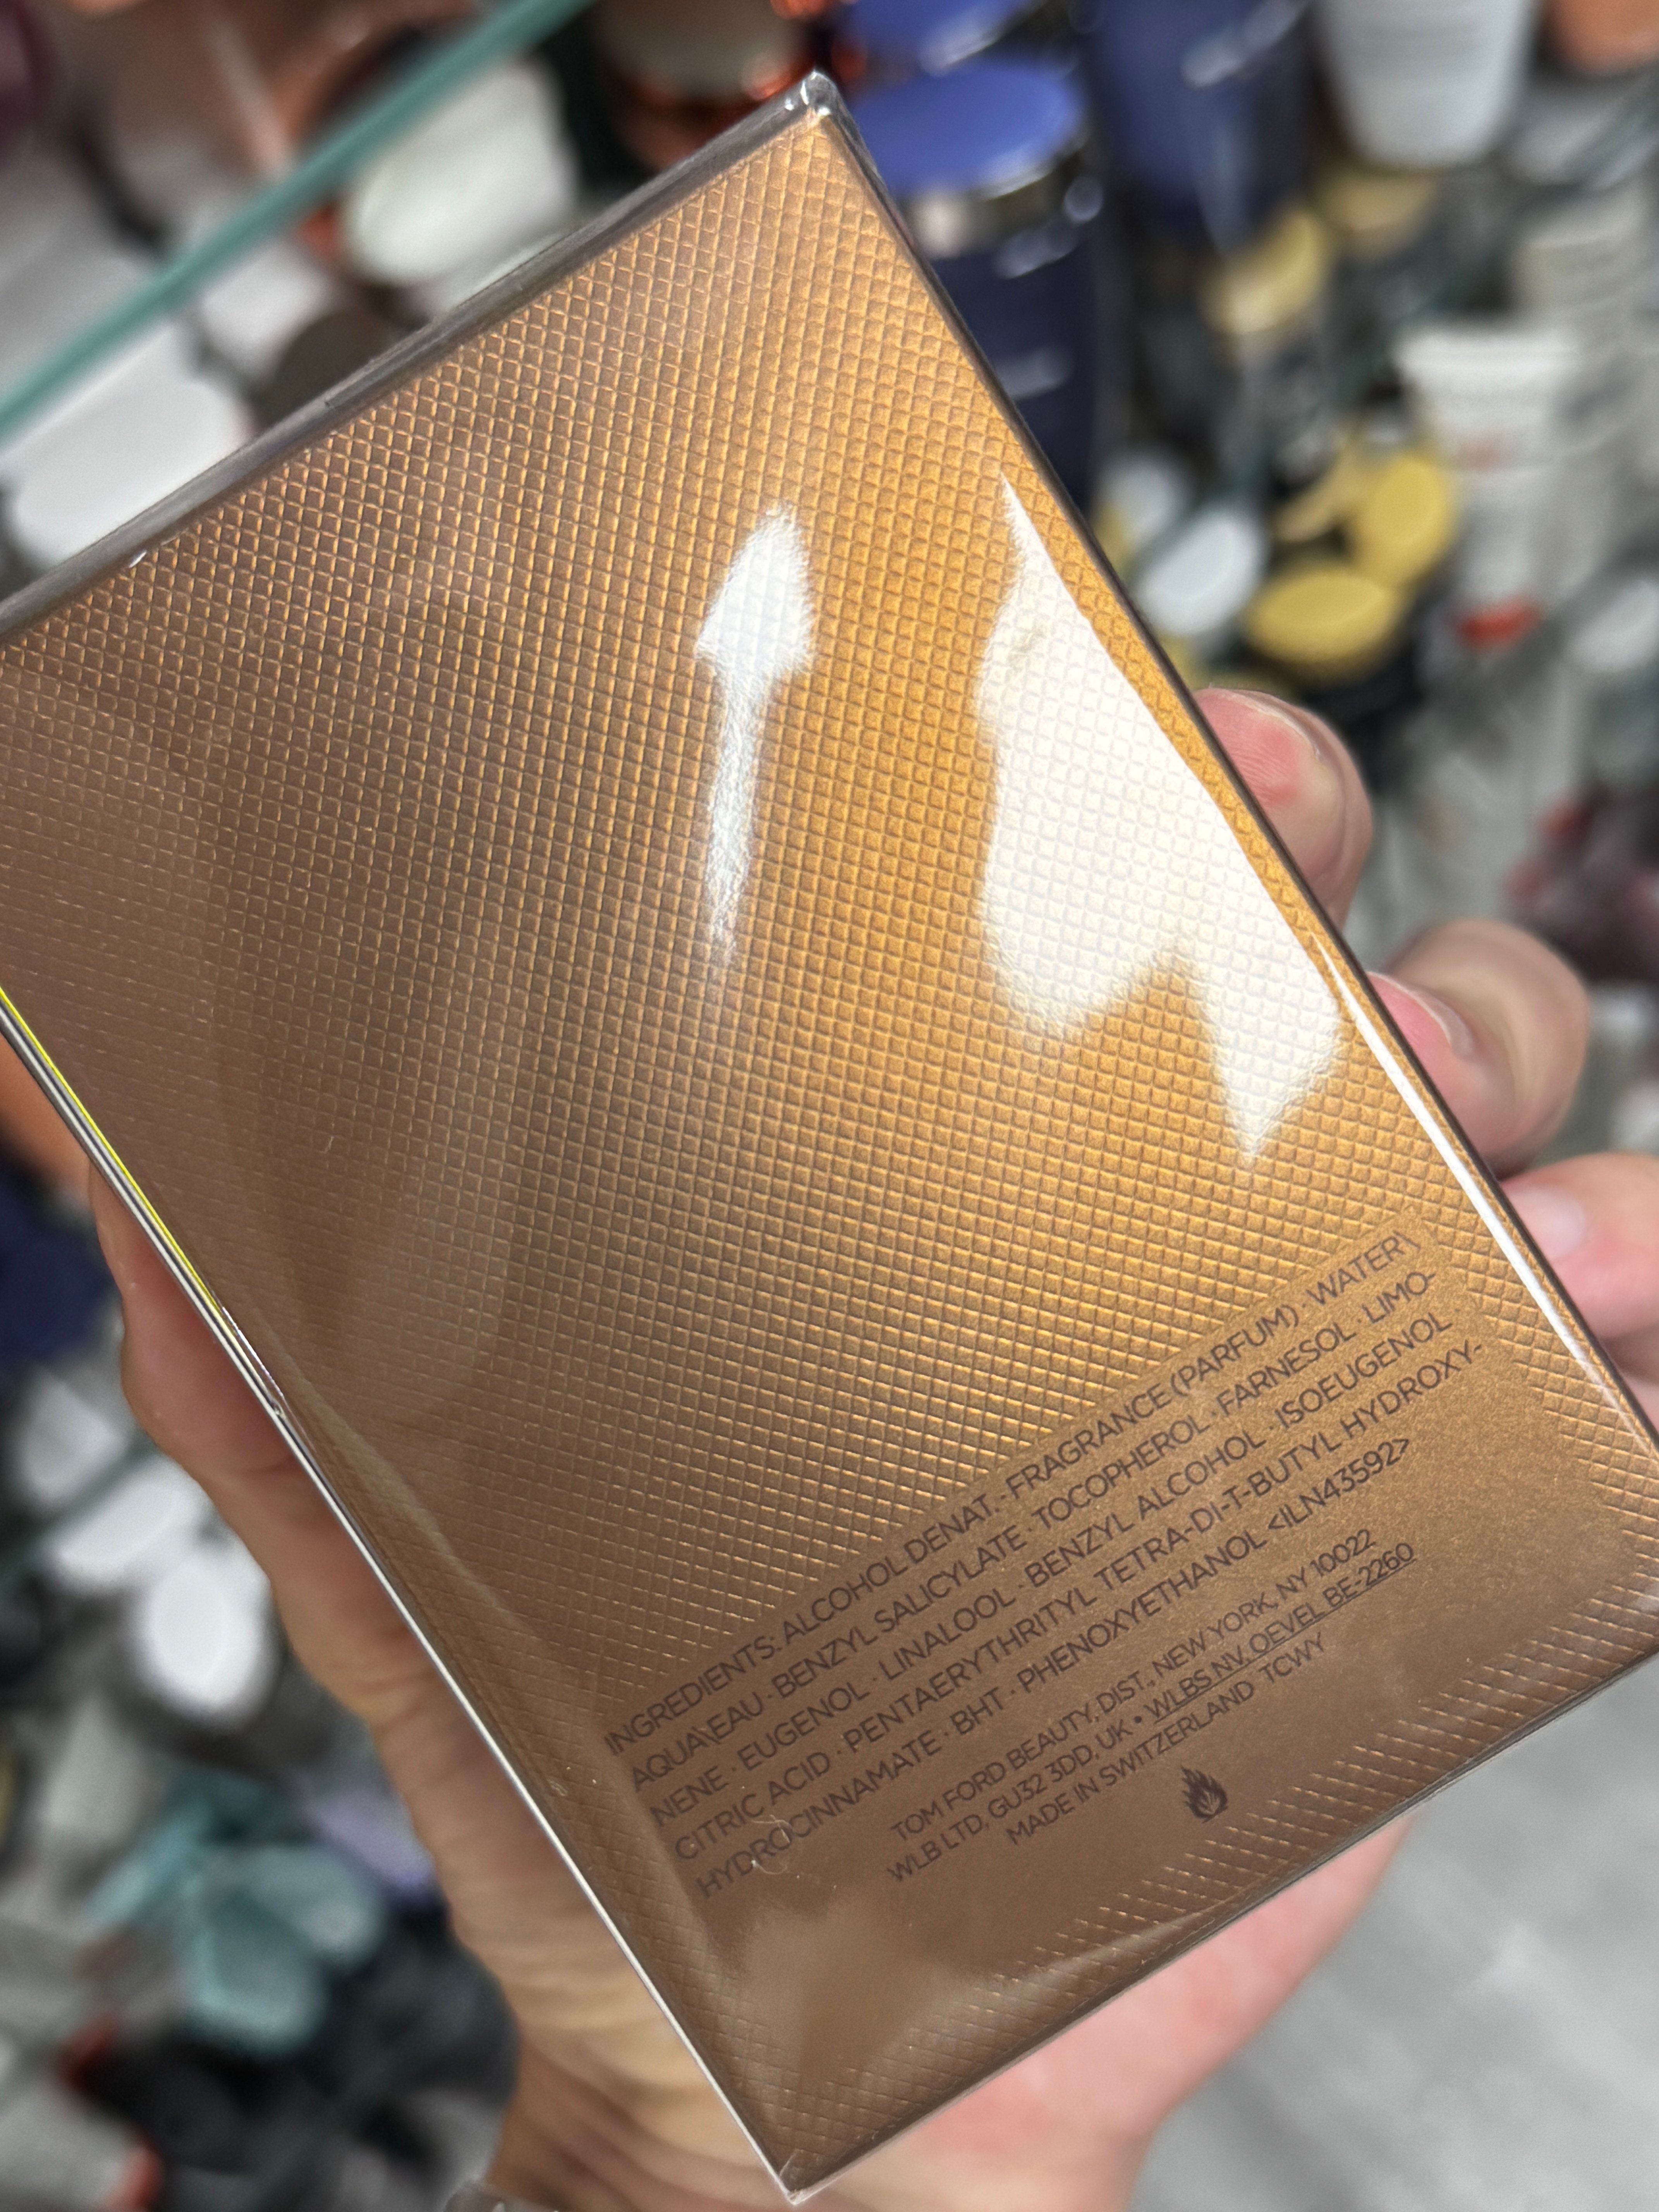 INGREDIENTS: ALCOHOL DENAT. · FRAGRANCE (PARFUM) · WATER\
AQUA\EAU · BENZYL SALICYLATE · TOCOPHEROL · FARNESOL · LIMO-
NENE · EUGENOL · LINALOOL · BENZYL ALCOHOL · ISOEUGENOL ·
CITRIC ACID · PENTAERYTHRITYL TETRA-DI-T-BUTYL HYDROXY-
HYDROCINNAMATE · BHT · PHENOXYETHANOL <ILN43592>
TOM FORD BEAUTY, DIST., NEW YORK, NY 10022
WLB LTD, GU32 3DD, UK • WLBS NV, OEVEL BE-2260
MADE IN SWITZERLAND TCWY